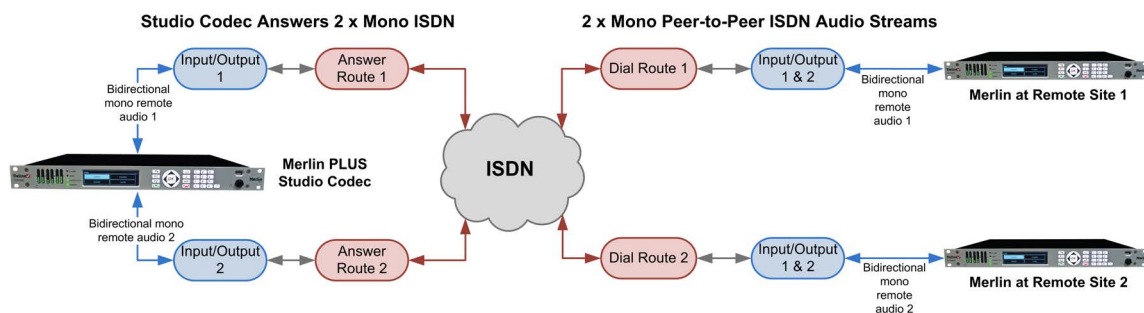 Studio Codec Answers 2 x Mono ISDN
2 x Mono Peer-to-Peer ISDN Audio Streams
Input/Output
1
Answer
Route 1
Bidirectional
mono remote
audio 1
Merlin PLUS
Studio Codec
Bidirectional mono
remote audio 2
Input/Output
2
Answer
Route 2
ISDN
Dial Route 1
Input/Output
1 & 2
Bidirectional
mono
remote
audio 1
Merlin at Remote Site 1
Dial Route 2
Input/Output
1 & 2
Bidirectional
mono
remote
audio 2
Merlin at Remote Site 2